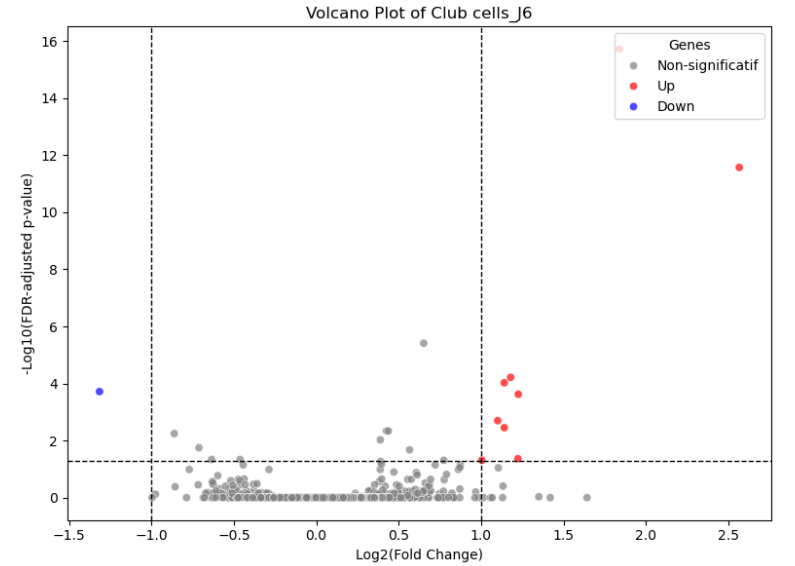 Volcano Plot of Club cells_J6
Genes
Non-significatif
Up
Down
-Log10(FDR-adjusted p-value)
16
14
12
10
8
6
4
2
0
−1.5 −1.0 −0.5 0.0 0.5 1.0 1.5 2.0 2.5
Log2(Fold Change)